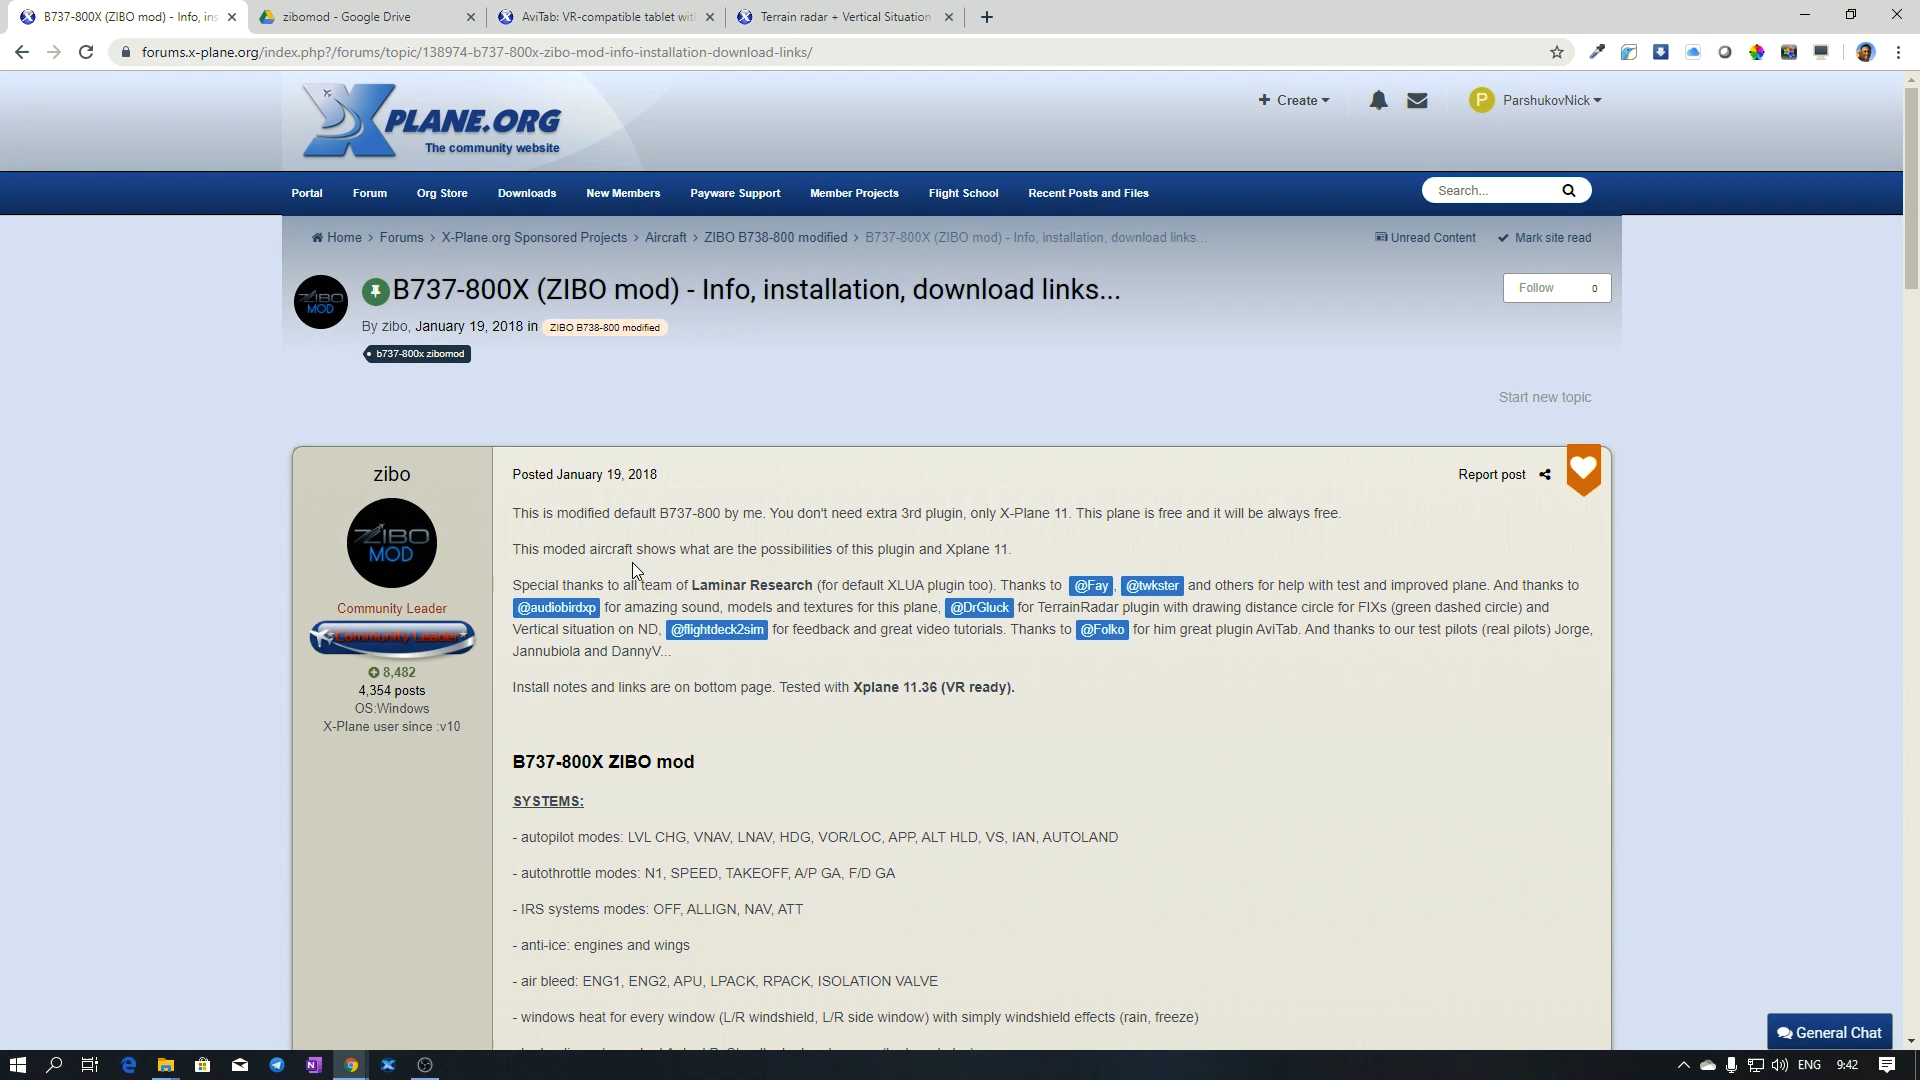 B737-800X (ZIBO mod) - Info, ins
zibomod - Google Drive
AviTab: VR-compatible tablet wit
Terrain radar + Vertical Situation
forums.x-plane.org/index.php?/forums/topic/138974-b737-800x-zibo-mod-info-installation-download-links/
XPLANE.ORG
The community website
Create
P
ParshukovNick
Portal Forum Org Store Downloads New Members Payware Support Member Projects Flight School Recent Posts and Files
Search...
Home > Forums > X-Plane.org Sponsored Projects > Aircraft > ZIBO B738-800 modified > B737-800X (ZIBO mod) - Info, installation, download links...
Unread Content
Mark site read
ZIBO
MOD
B737-800X (ZIBO mod) - Info, installation, download links...
Follow 0
By zibo, January 19, 2018 in ZIBO B738-800 modified
b737-800x zibomod
Start new topic
zibo
ZIBO
MOD
Community Leader
Community Leader
8,482
4,354 posts
OS:Windows
X-Plane user since :v10
Posted January 19, 2018
Report post
This is modified default B737-800 by me. You don't need extra 3rd plugin, only X-Plane 11. This plane is free and it will be always free.
This moded aircraft shows what are the possibilities of this plugin and Xplane 11.
Special thanks to all team of Laminar Research (for default XLUA plugin too). Thanks to @Fay, @twkster and others for help with test and improved plane. And thanks to
@audiobirdxp for amazing sound, models and textures for this plane, @DrGluck for TerrainRadar plugin with drawing distance circle for FIXs (green dashed circle) and
Vertical situation on ND, @flightdeck2sim for feedback and great video tutorials. Thanks to @Folko for him great plugin AviTab. And thanks to our test pilots (real pilots) Jorge,
Jannubiola and DannyV...
Install notes and links are on bottom page. Tested with Xplane 11.36 (VR ready).
B737-800X ZIBO mod
SYSTEMS:
- autopilot modes: LVL CHG, VNAV, LNAV, HDG, VOR/LOC, APP, ALT HLD, VS, IAN, AUTOLAND
- autothrottle modes: N1, SPEED, TAKEOFF, A/P GA, F/D GA
- IRS systems modes: OFF, ALLIGN, NAV, ATT
- anti-ice: engines and wings
- air bleed: ENG1, ENG2, APU, LPACK, RPACK, ISOLATION VALVE
- windows heat for every window (L/R windshield, L/R side window) with simply windshield effects (rain, freeze)
General Chat
ENG
9:42